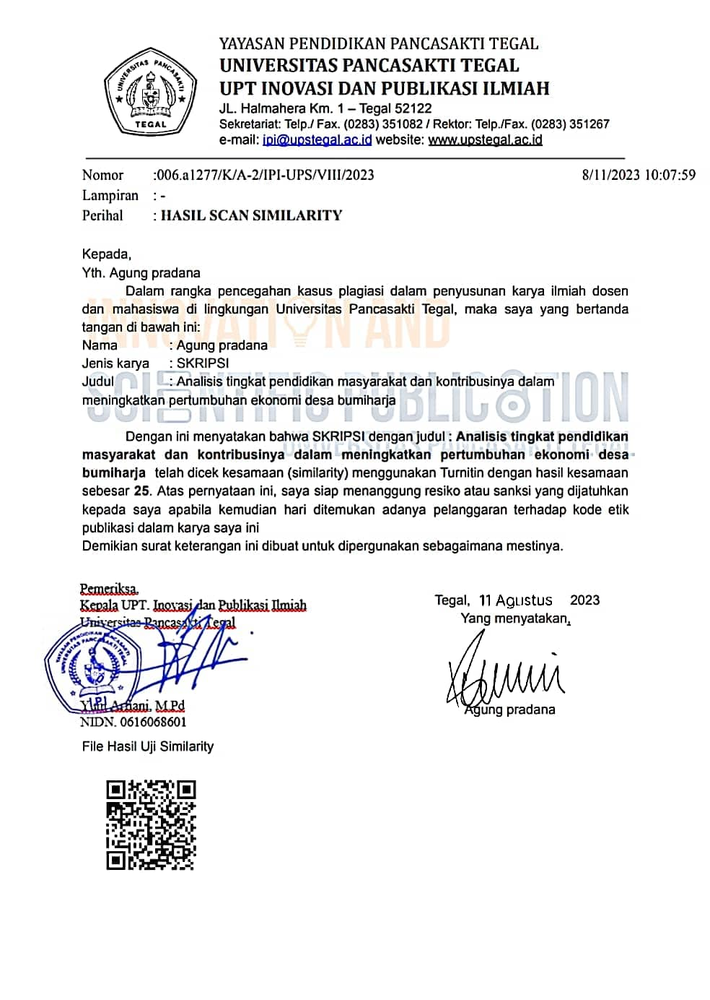 YAYASAN PENDIDIKAN PANCASAKTI TEGAL
UNIVERSITAS PANCASAKTI TEGAL
UPT INOVASI DAN PUBLIKASI ILMIAH
JL. Halmahera Km. 1 – Tegal 52122
Sekretariat: Telp./ Fax. (0283) 351082 / Rektor: Telp./Fax. (0283) 351267
e-mail: ipi@upstegal.ac.id website: www.upstegal.ac.id
UNIVERSITAS PANCASAKTI
TEGAL
Nomor :006.a1277/K/A-2/IPI-UPS/VIII/2023 8/11/2023 10:07:59
Lampiran : -
Perihal : HASIL SCAN SIMILARITY
Kepada,
Yth. Agung pradana
Dalam rangka pencegahan kasus plagiasi dalam penyusunan karya ilmiah dosen
dan mahasiswa di lingkungan Universitas Pancasakti Tegal, maka saya yang bertanda
tangan di bawah ini:
INNOVATION AND
Nama : Agung pradana
Jenis karya : SKRIPSI
Judul : Analisis tingkat pendidikan masyarakat dan kontribusinya dalam
meningkatkan pertumbuhan ekonomi desa bumiharja
SCIENTIFIC PUBLICATION
UNIVERSITAS PANCASAKTI TEGAL
Dengan ini menyatakan bahwa SKRIPSI dengan judul : Analisis tingkat pendidikan
masyarakat dan kontribusinya dalam meningkatkan pertumbuhan ekonomi desa
bumiharja telah dicek kesamaan (similarity) menggunakan Turnitin dengan hasil kesamaan
sebesar 25. Atas pernyataan ini, saya siap menanggung resiko atau sanksi yang dijatuhkan
kepada saya apabila kemudian hari ditemukan adanya pelanggaran terhadap kode etik
publikasi dalam karya saya ini
Demikian surat keterangan ini dibuat untuk dipergunakan sebagaimana mestinya.
Pemeriksa,
Kepala UPT. Inovasi dan Publikasi Ilmiah
Universitas Pancasakti Tegal
YAYASAN PENDIDIKAN PANCASAKTI
UNIVERSITAS PANCASAKTI TEGAL
IPI
M.Pd
NIDN. 0616068601
Tegal, 11 Agustus 2023
Yang menyatakan,
Agung pradana
File Hasil Uji Similarity